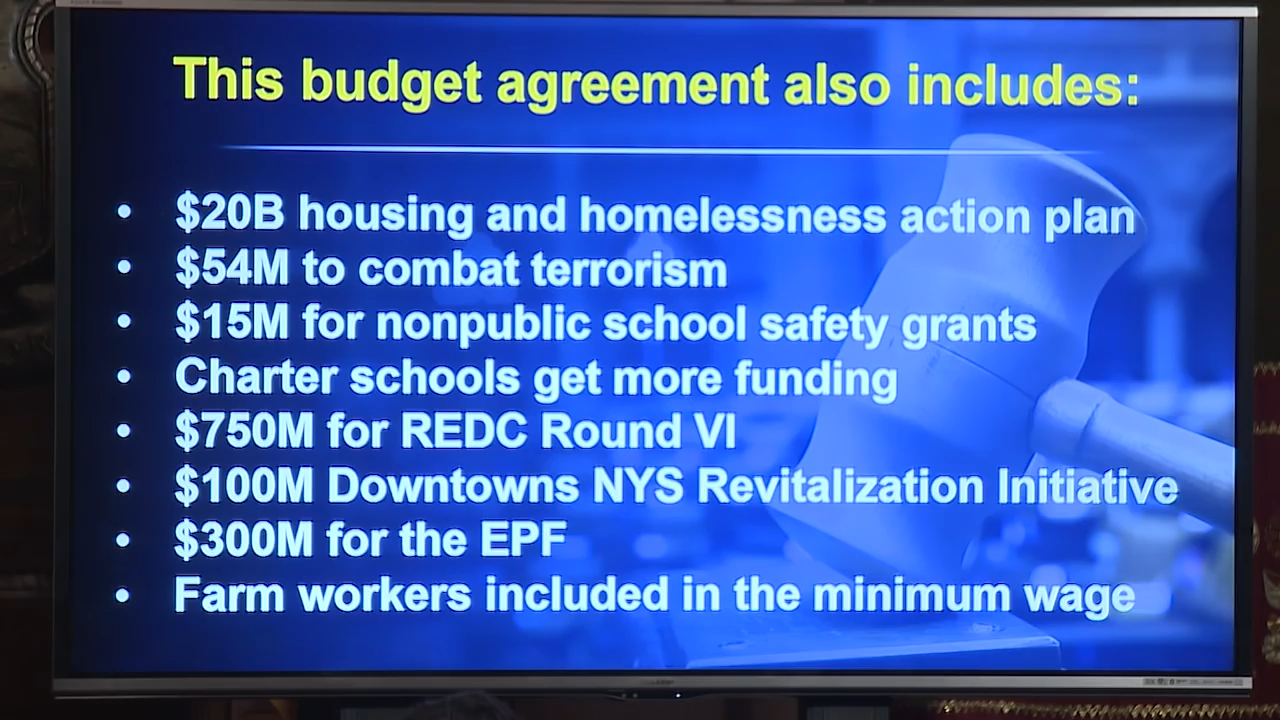 This budget agreement also includes:
• $20B housing and homelessness action plan
• $54M to combat terrorism
• $15M for nonpublic school safety grants
• Charter schools get more funding
• $750M for REDC Round VI
• $100M Downtowns NYS Revitalization Initiative
• $300M for the EPF
• Farm workers included in the minimum wage